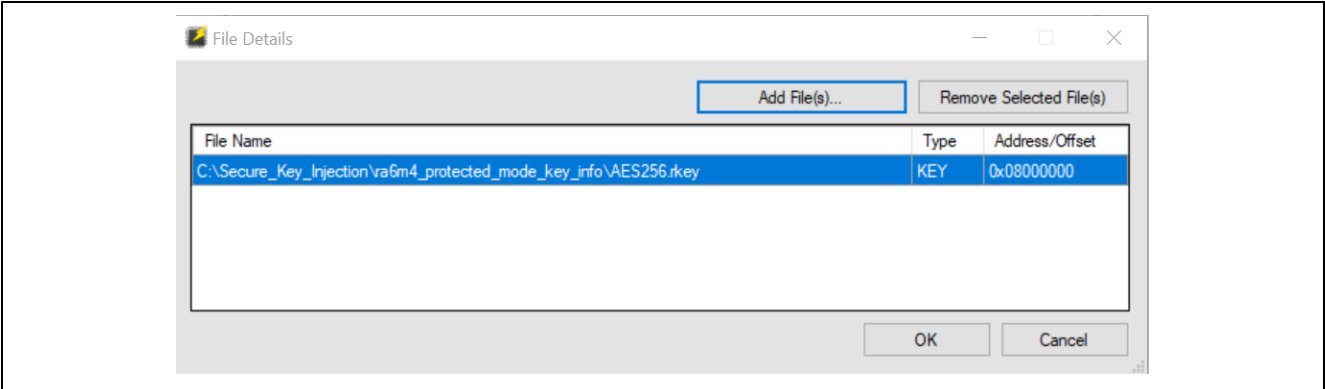 File Details
Add File(s)... Remove Selected File(s)
File Name Type Address/Offset
C:\Secure_Key_Injection\ra6m4_protected_mode_key_info\AES256.rkey KEY 0x08000000
OK Cancel